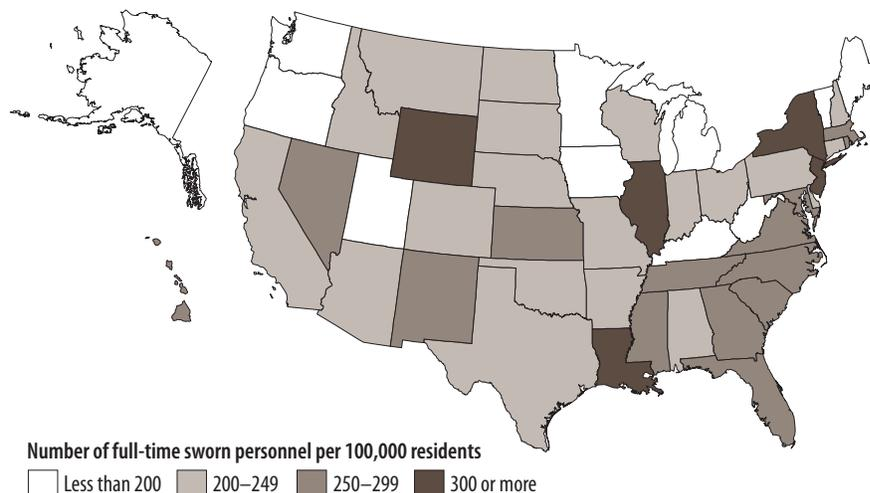 Number of full-time sworn personnel per 100,000 residents
Less than 200 200–249 250–299 300 or more